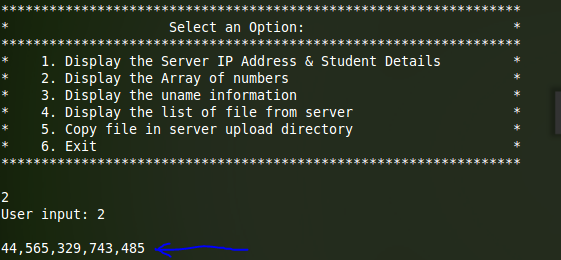 *****************************************************************
* Select an Option: *
*****************************************************************
* 1. Display the Server IP Address & Student Details *
* 2. Display the Array of numbers *
* 3. Display the uname information *
* 4. Display the list of file from server *
* 5. Copy file in server upload directory *
* 6. Exit *
*****************************************************************
2
User input: 2
44,565,329,743,485